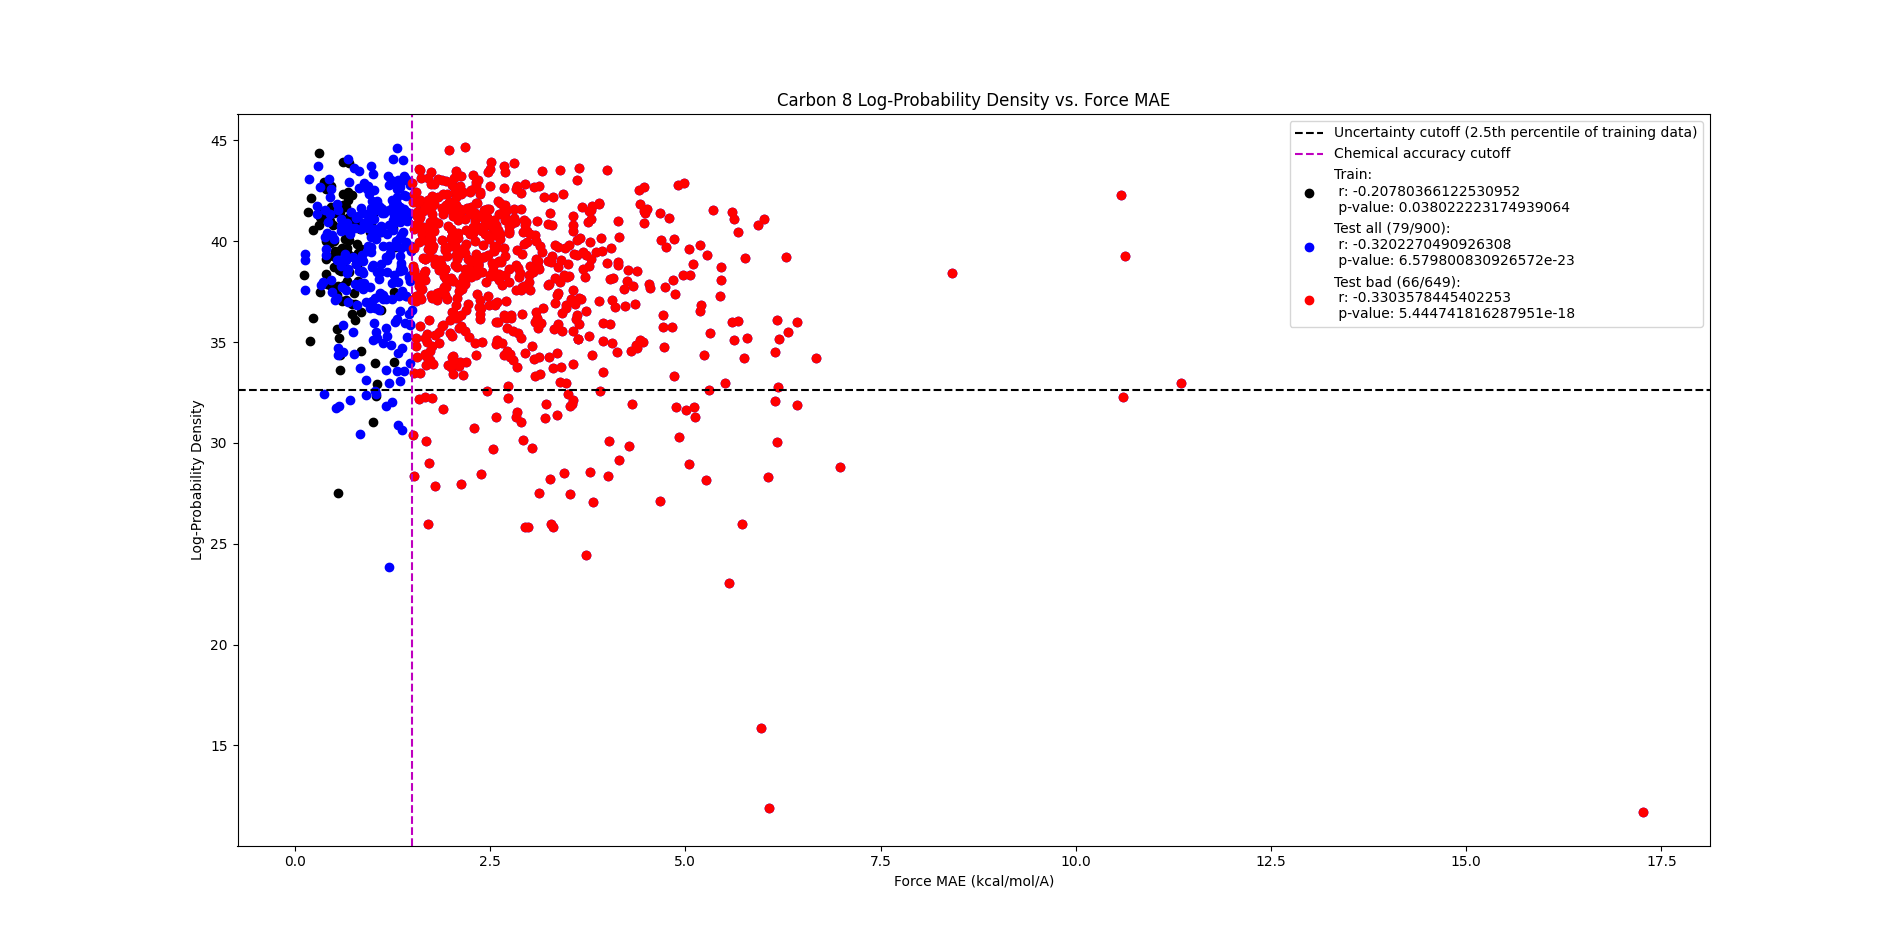 Carbon 8 Log-Probability Density vs. Force MAE
Uncertainty cutoff (2.5th percentile of training data)
Chemical accuracy cutoff
Train:
r: -0.20780366122530952
p-value: 0.038022223174939064
Test all (79/900):
r: -0.3202270490926308
p-value: 6.579800830926572e-23
Test bad (66/649):
r: -0.3303578445402253
p-value: 5.444741816287951e-18
Log-Probability Density
45
40
35
30
25
20
15
0.0 2.5 5.0 7.5 10.0 12.5 15.0 17.5
Force MAE (kcal/mol/A)